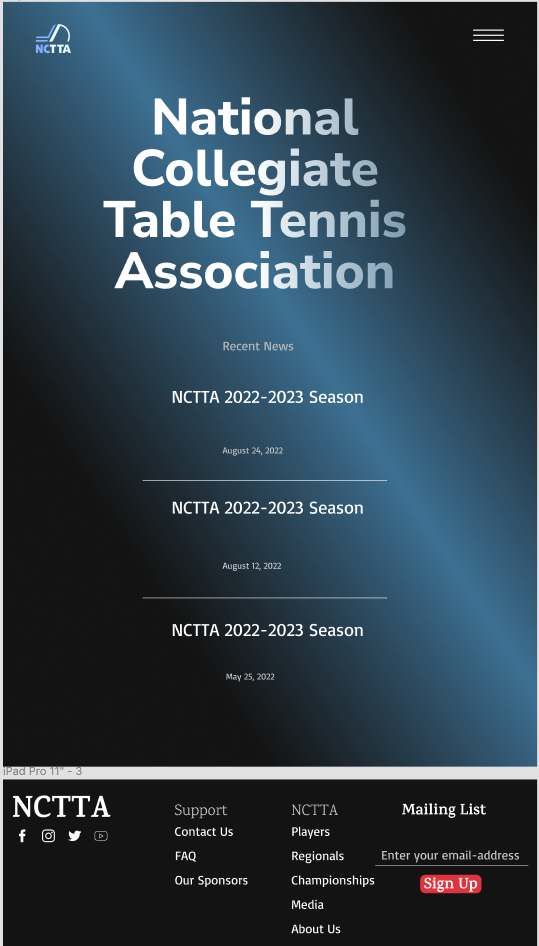 NCTTA
National
Collegiate
Table Tennis
Association
Recent News
NCTTA 2022-2023 Season
August 24, 2022
NCTTA 2022-2023 Season
August 12, 2022
NCTTA 2022-2023 Season
May 25, 2022
iPad Pro 11" - 3
NCTTA
Support
Contact Us
FAQ
Our Sponsors
NCTTA
Players
Regionals
Championships
Media
About Us
Mailing List
Enter your email-address
Sign Up